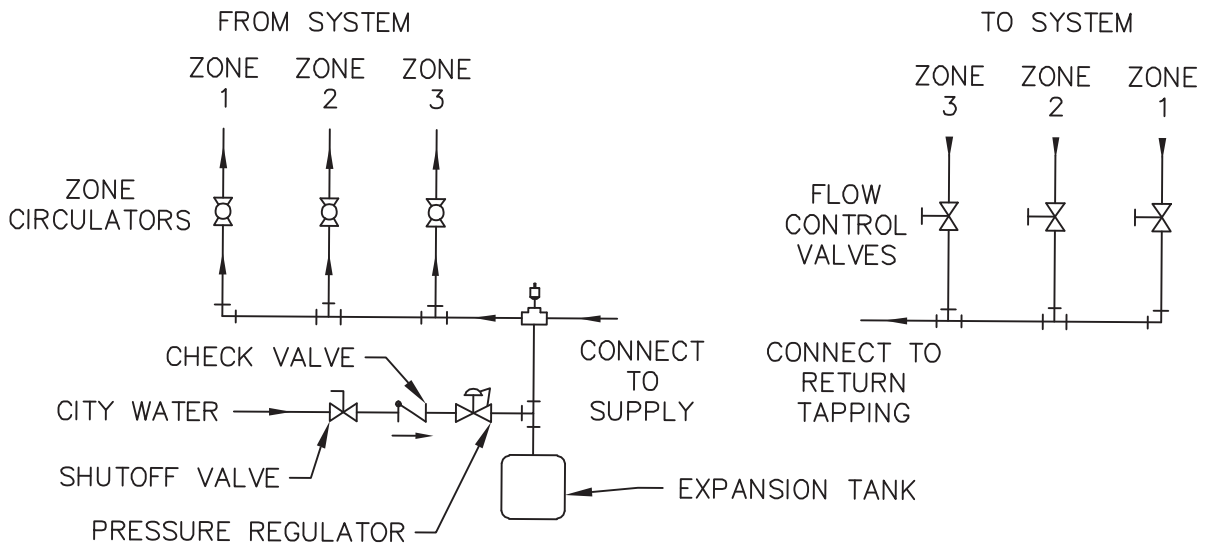 FROM SYSTEM
TO SYSTEM
ZONE
1
ZONE
2
ZONE
3
ZONE
3
ZONE
2
ZONE
1
ZONE
CIRCULATORS
FLOW
CONTROL
VALVES
CHECK VALVE
CONNECT
TO
SUPPLY
CONNECT TO
RETURN
TAPPING
CITY WATER
SHUTOFF VALVE
EXPANSION TANK
PRESSURE REGULATOR